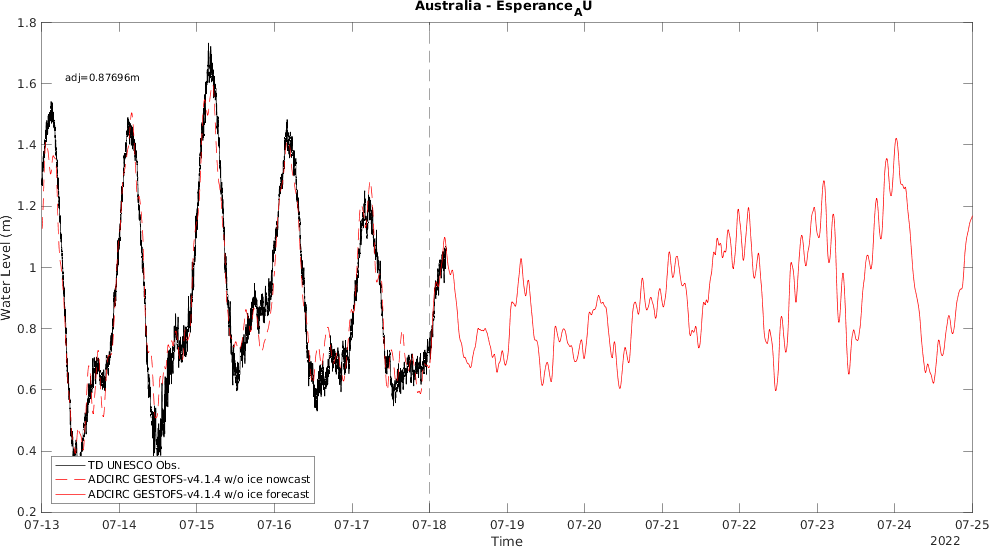 Australia - Esperance_AU
1.8
adj=0.87696m
1.6
1.4
1.2
1
0.8
0.6
0.4
0.2
Water Level (m)
TD UNESCO Obs.
ADCIRC GESTOFS-v4.1.4 w/o ice nowcast
ADCIRC GESTOFS-v4.1.4 w/o ice forecast
07-13 07-14 07-15 07-16 07-17 07-18 07-19 07-20 07-21 07-22 07-23 07-24 07-25
Time
2022